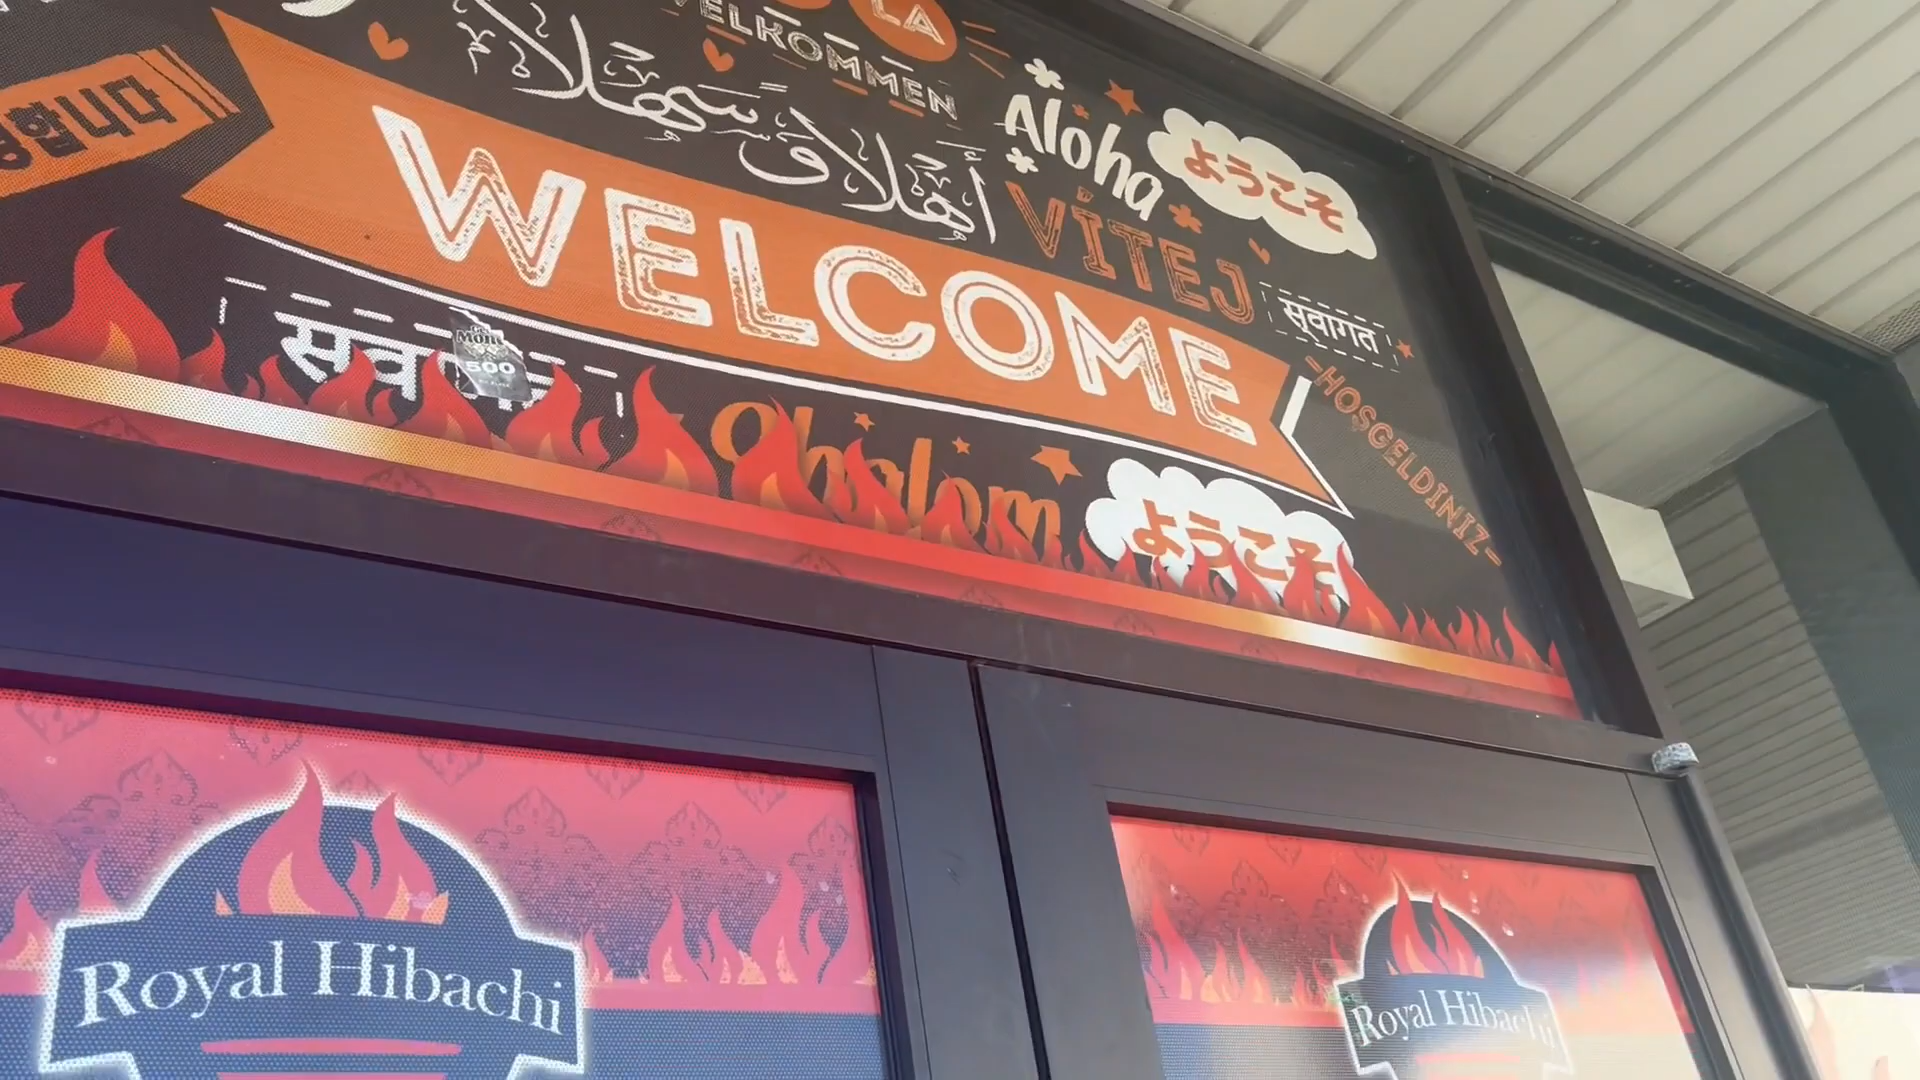 LA
VELKOMMEN
Aloha
ようこそ
أهلاً وسهلاً
VÍTEJ
WELCOME
स्वागत
-HOŞGELDINIZ-
500
Shalom
ようこそ
Royal Hibachi
Royal Hibachi